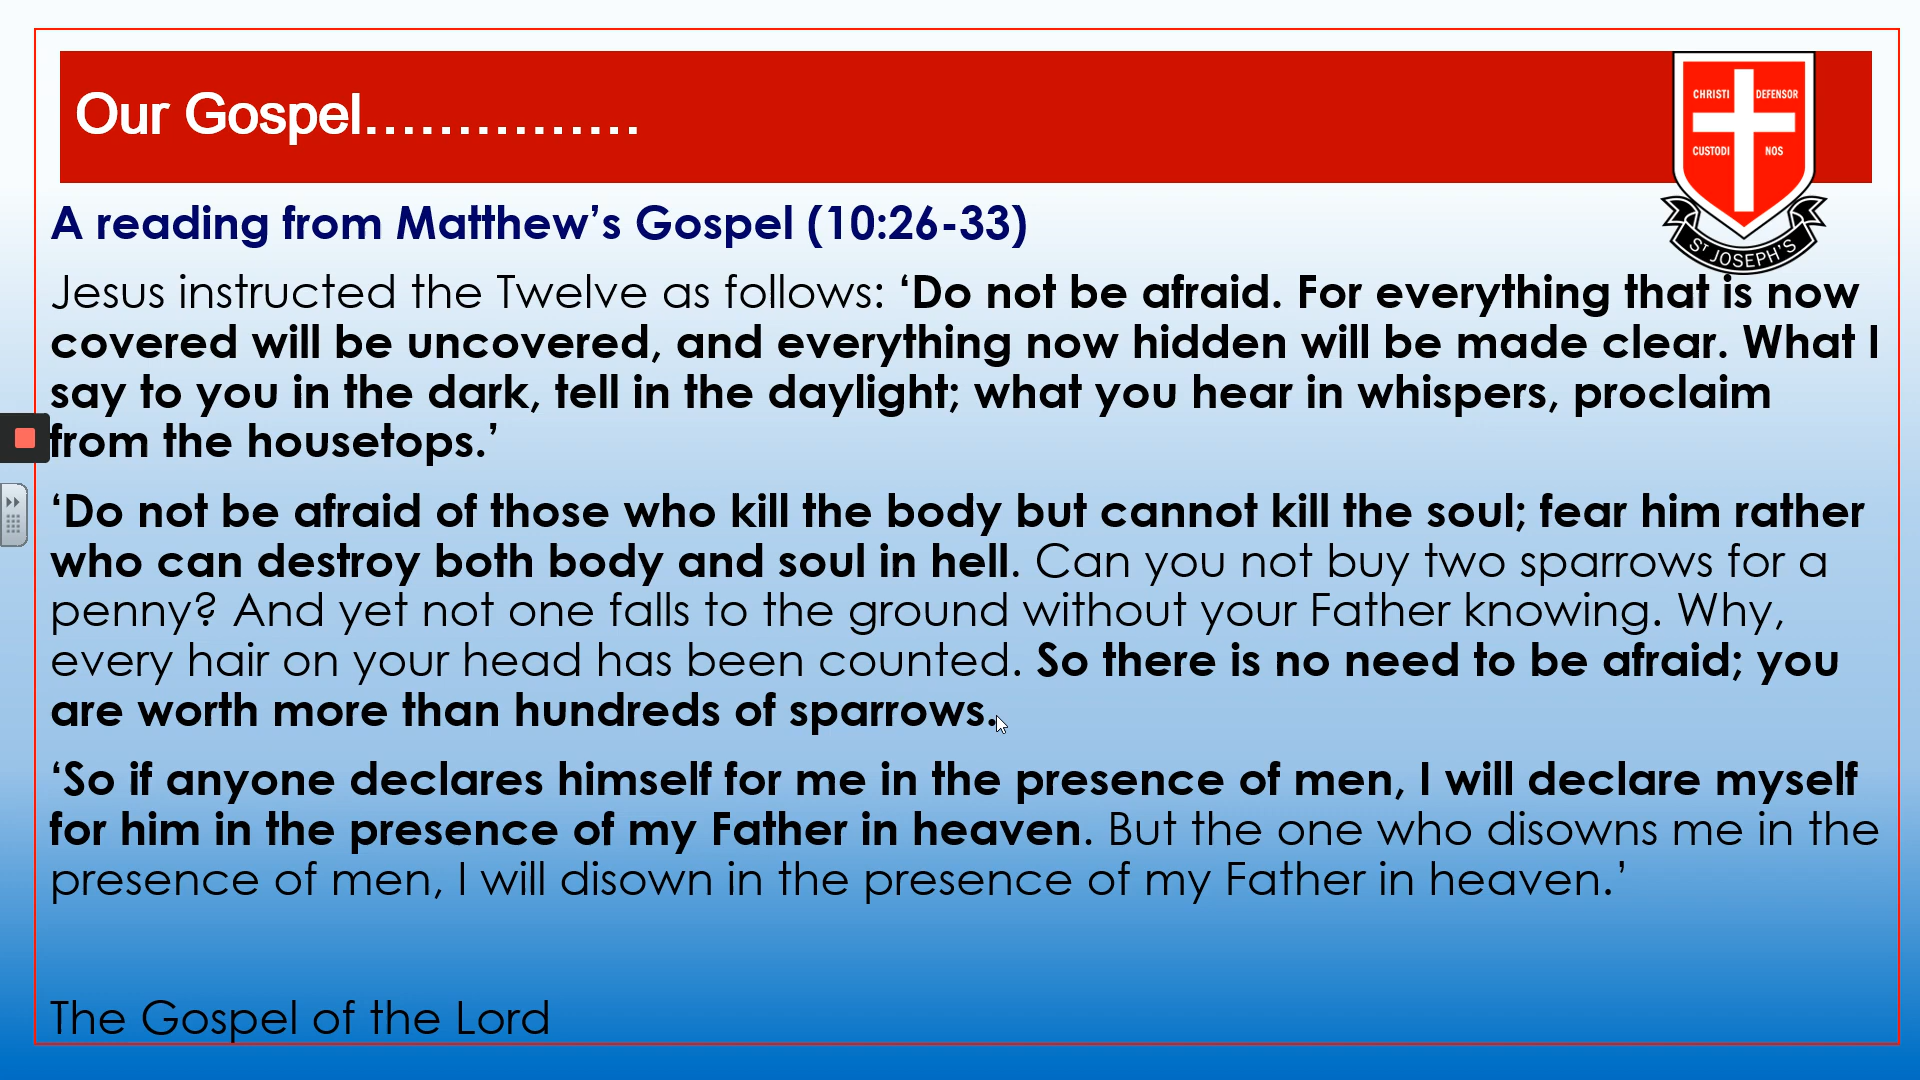 Our Gospel……………
CHRISTI DEFENSOR
CUSTODI NOS
ST JOSEPH'S
A reading from Matthew’s Gospel (10:26-33)
Jesus instructed the Twelve as follows: ‘Do not be afraid. For everything that is now
covered will be uncovered, and everything now hidden will be made clear. What I
say to you in the dark, tell in the daylight; what you hear in whispers, proclaim
from the housetops.’
‘Do not be afraid of those who kill the body but cannot kill the soul; fear him rather
who can destroy both body and soul in hell. Can you not buy two sparrows for a
penny? And yet not one falls to the ground without your Father knowing. Why,
every hair on your head has been counted. So there is no need to be afraid; you
are worth more than hundreds of sparrows.
‘So if anyone declares himself for me in the presence of men, I will declare myself
for him in the presence of my Father in heaven. But the one who disowns me in the
presence of men, I will disown in the presence of my Father in heaven.’
The Gospel of the Lord